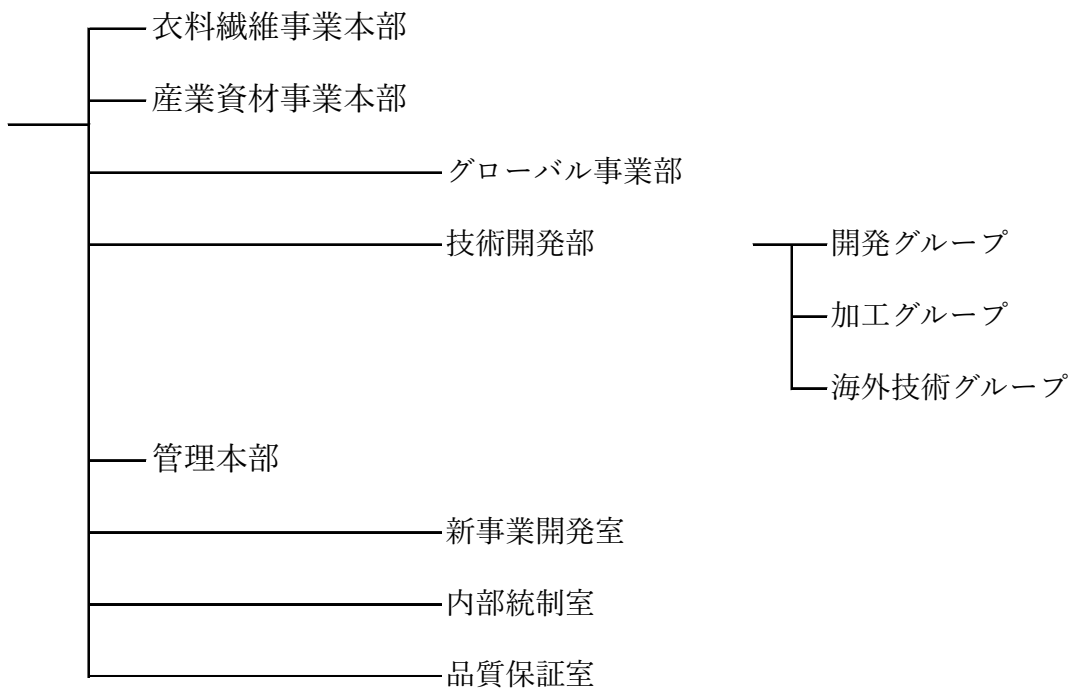 衣料繊維事業本部
産業資材事業本部
グローバル事業部
技術開発部
開発グループ
加工グループ
海外技術グループ
管理本部
新事業開発室
内部統制室
品質保証室